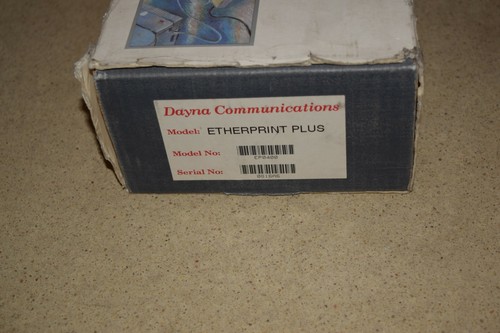 Dayna Communications
Model: ETHERPRINT PLUS
Model No:
Serial No: